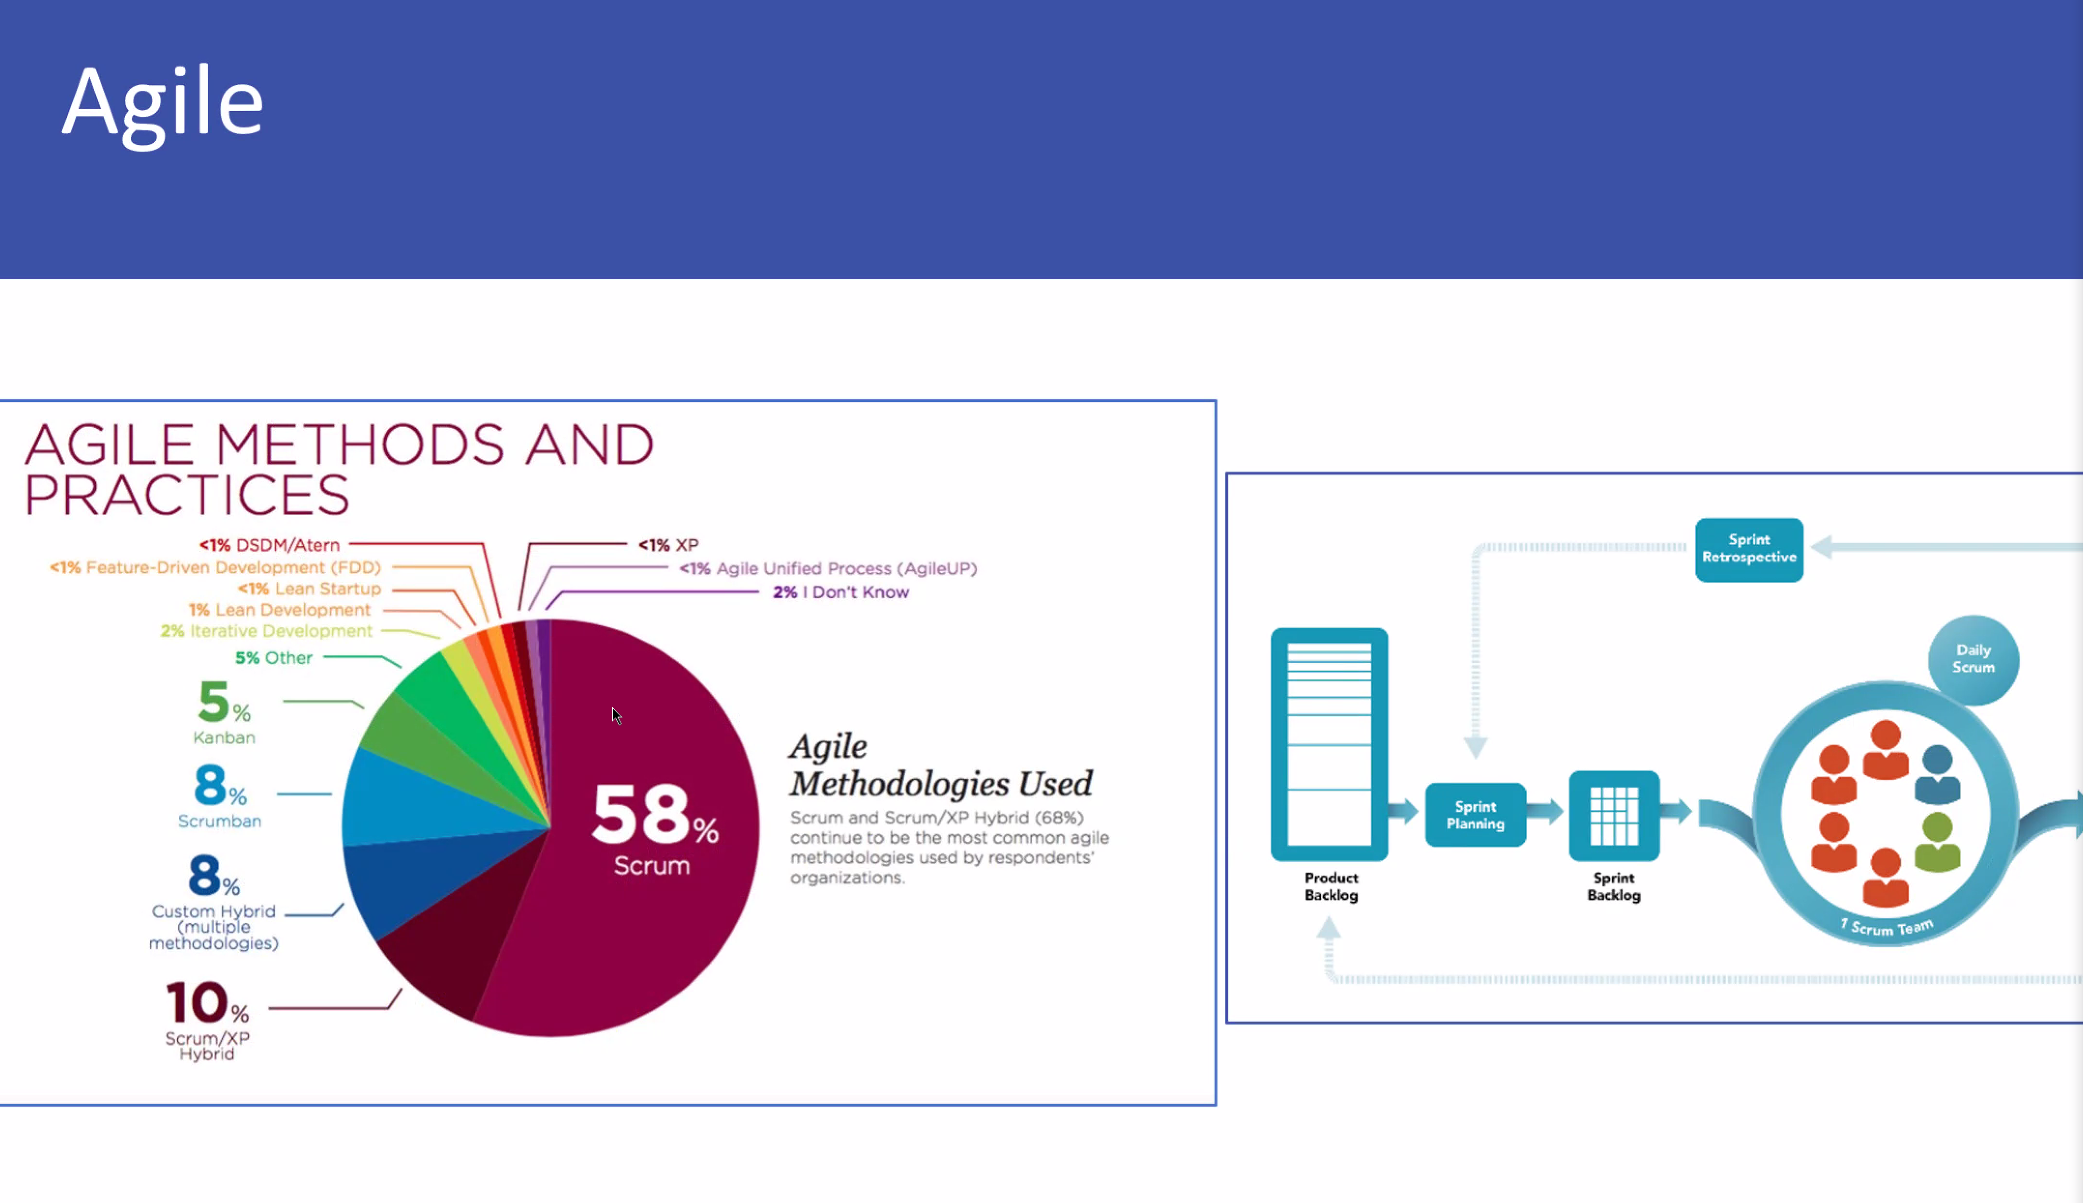 Agile
AGILE METHODS AND
PRACTICES
<1% DSDM/Atern
<1% Feature-Driven Development (FDD)
<1% Lean Startup
1% Lean Development
2% Iterative Development
5% Other
5%
Kanban
8%
Scrumban
8%
Custom Hybrid
(multiple
methodologies)
10%
Scrum/XP
Hybrid
<1% XP
<1% Agile Unified Process (AgileUP)
2% I Don't Know
58%
Scrum
Agile
Methodologies Used
Scrum and Scrum/XP Hybrid (68%)
continue to be the most common agile
methodologies used by respondents'
organizations.
Sprint
Retrospective
Daily
Scrum
Sprint
Planning
Product
Backlog
Sprint
Backlog
1 Scrum Team